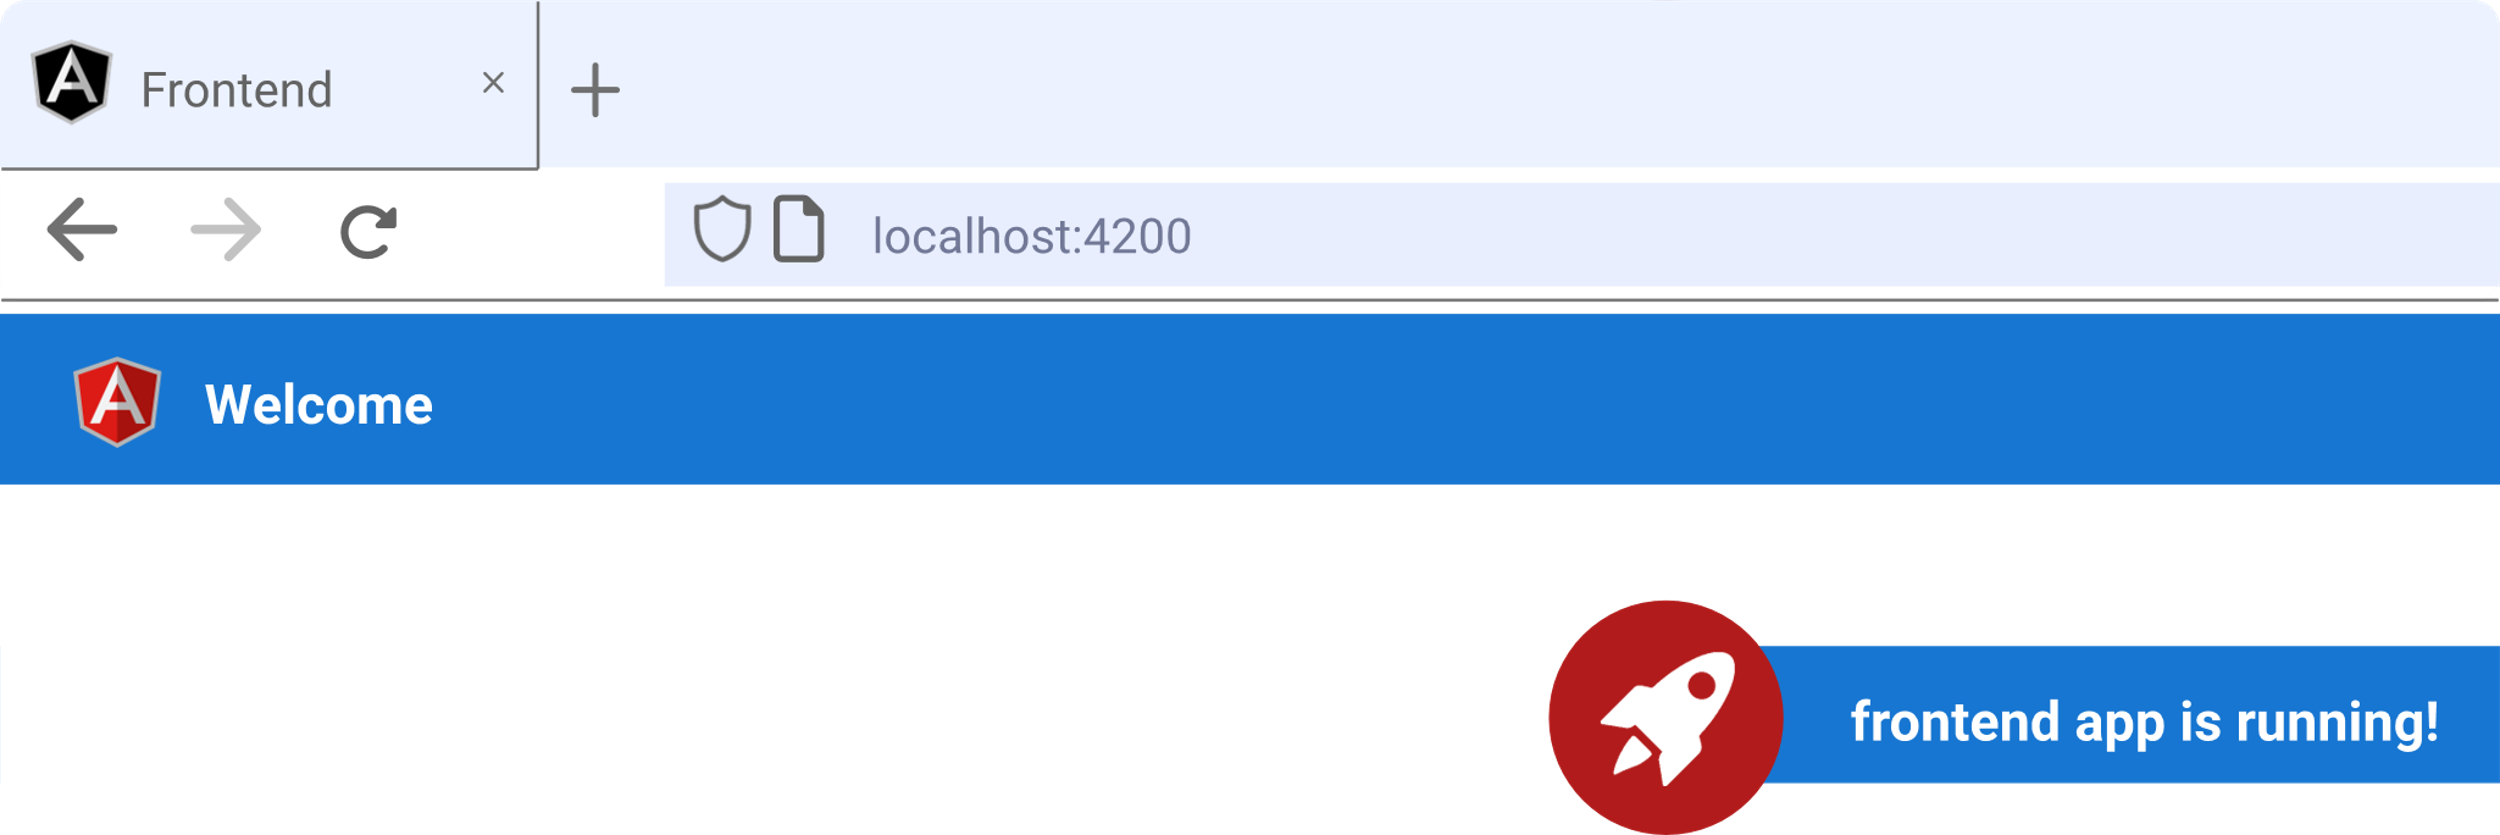 Frontend
localhost:4200
Welcome
frontend app is running!